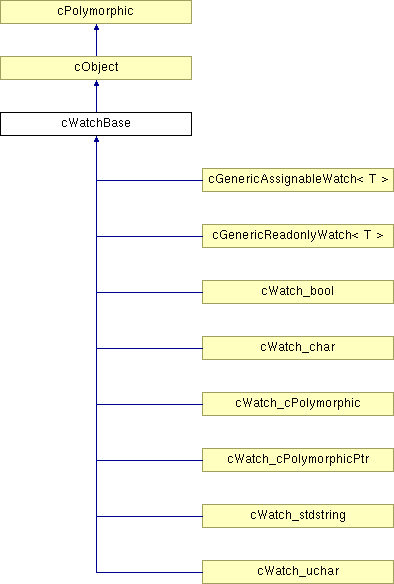 cPolymorphic
cObject
cWatchBase
cGenericAssignableWatch< T >
cGenericReadonlyWatch< T >
cWatch_bool
cWatch_char
cWatch_cPolymorphic
cWatch_cPolymorphicPtr
cWatch_stdstring
cWatch_uchar